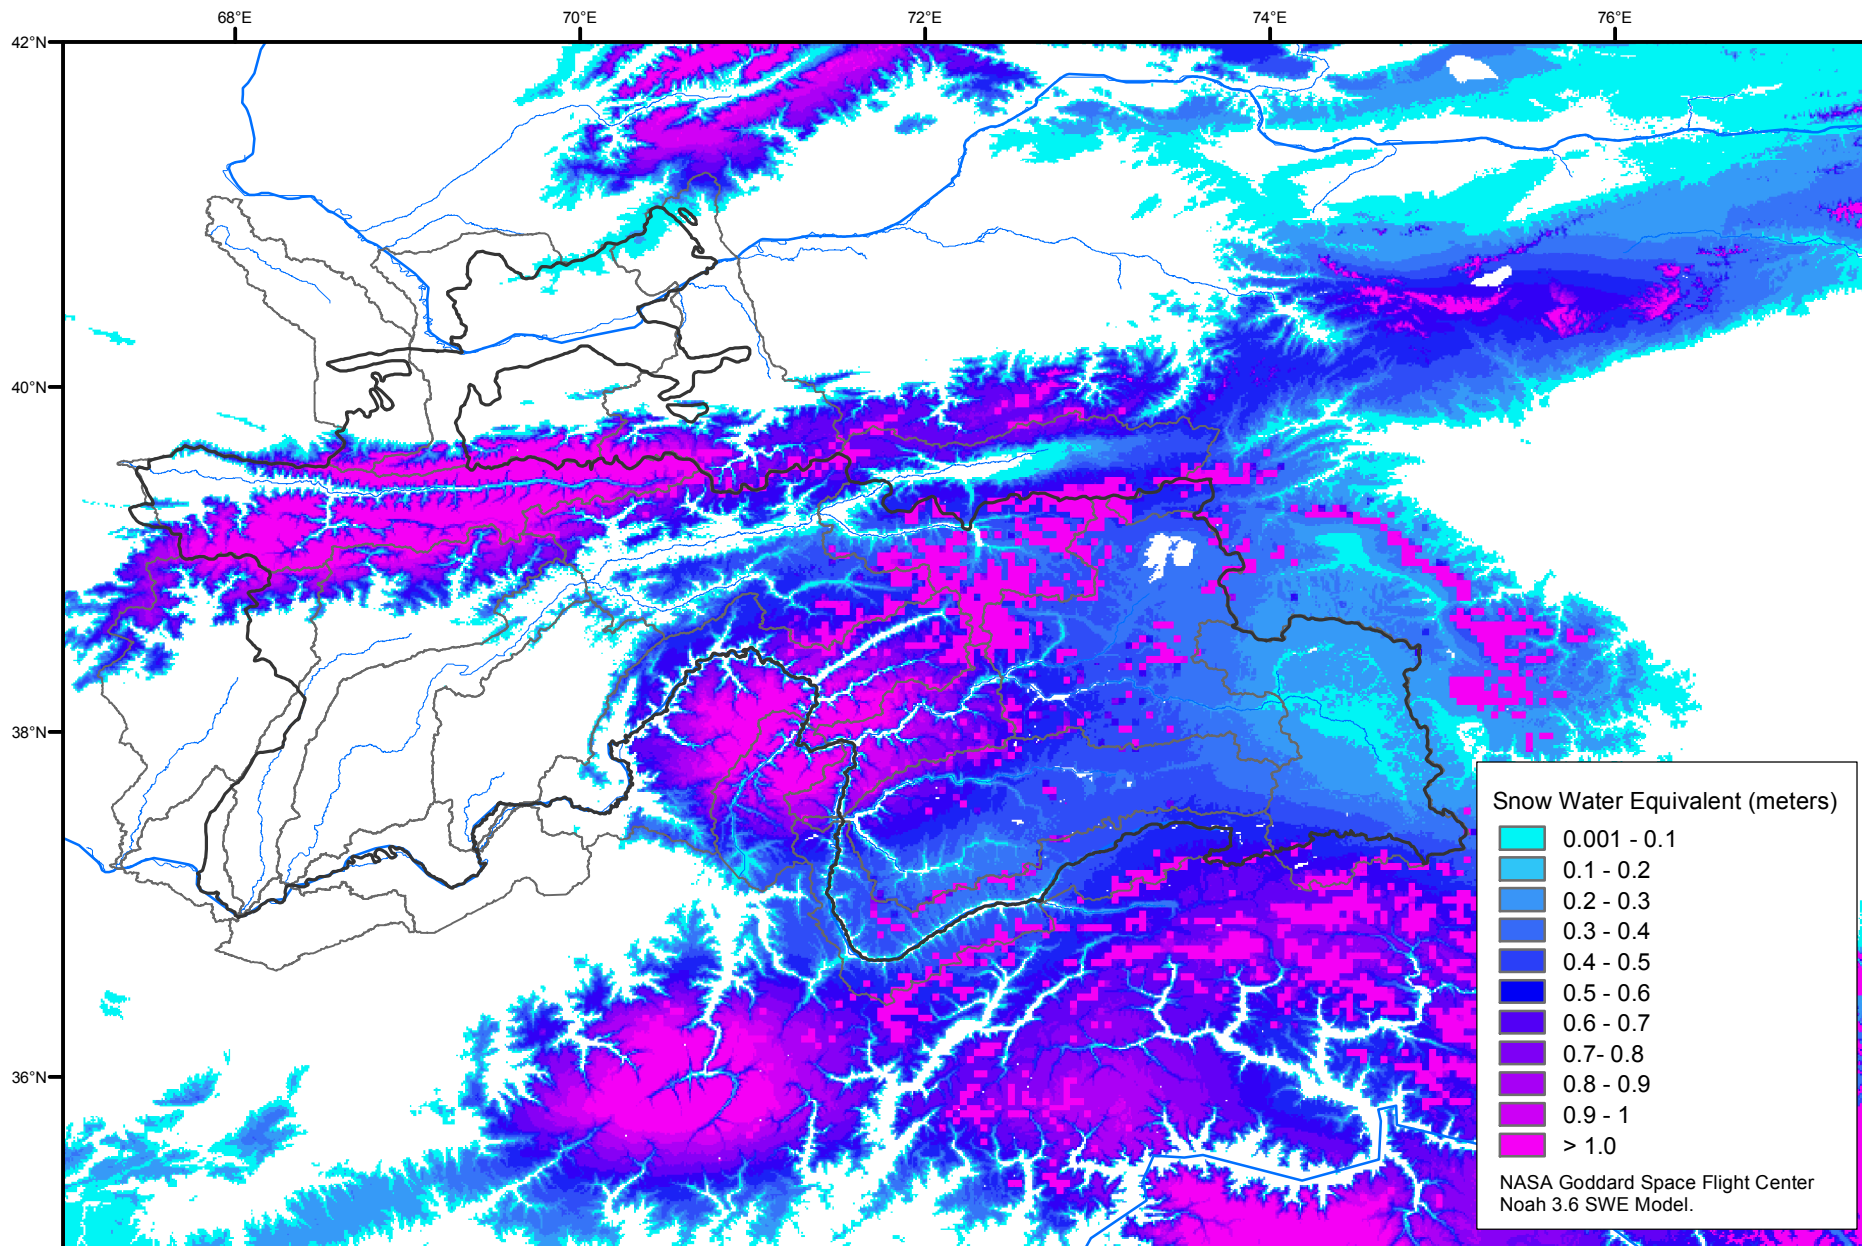 68°E
70°E
72°E
74°E
76°E
42°N
40°N
38°N
36°N
Snow Water Equivalent (meters)
0.001 - 0.1
0.1 - 0.2
0.2 - 0.3
0.3 - 0.4
0.4 - 0.5
0.5 - 0.6
0.6 - 0.7
0.7- 0.8
0.8 - 0.9
0.9 - 1
> 1.0
NASA Goddard Space Flight Center
Noah 3.6 SWE Model.